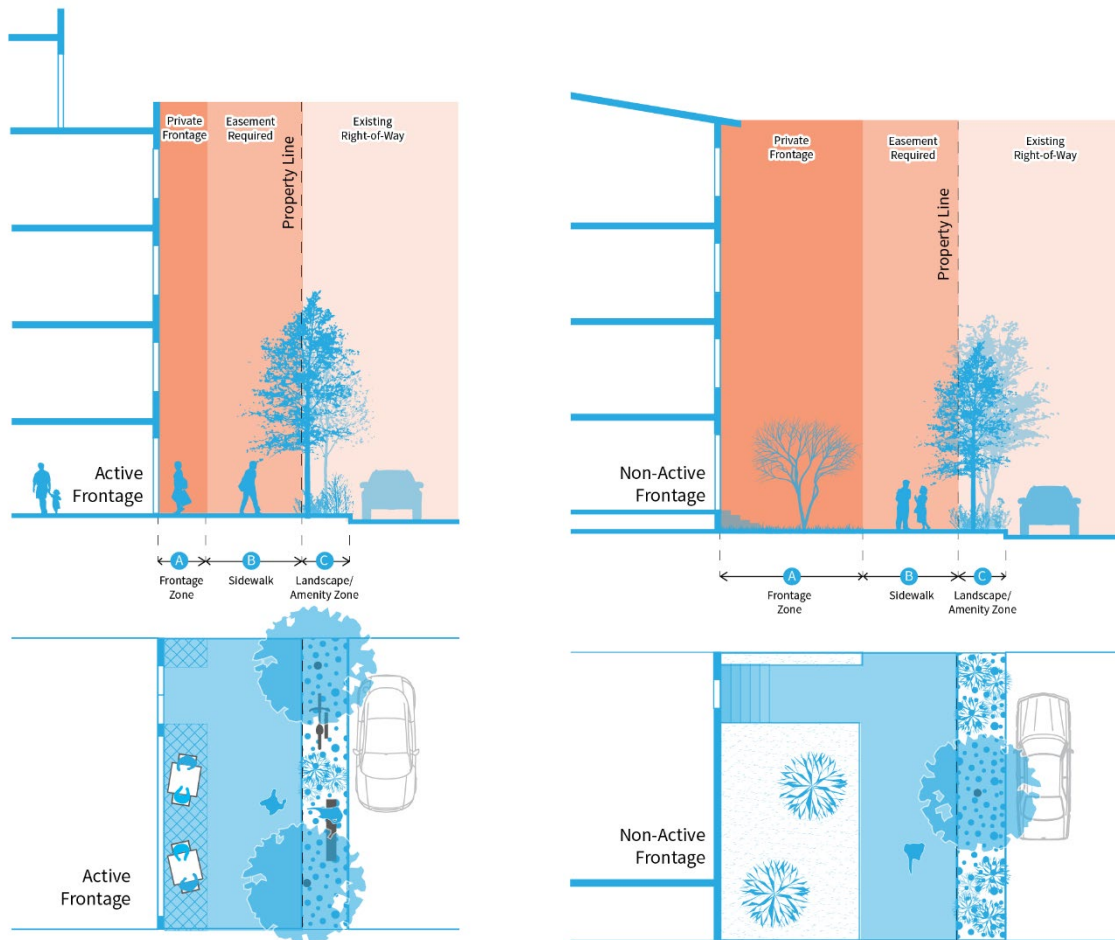 Private
Frontage
Easement
Required
Property Line
Existing
Right-of-Way
Active
Frontage
A
B
C
Frontage
Zone
Sidewalk
Landscape/
Amenity Zone
Active
Frontage
Private
Frontage
Easement
Required
Property Line
Existing
Right-of-Way
Non-Active
Frontage
A
B
C
Frontage
Zone
Sidewalk
Landscape/
Amenity Zone
Non-Active
Frontage